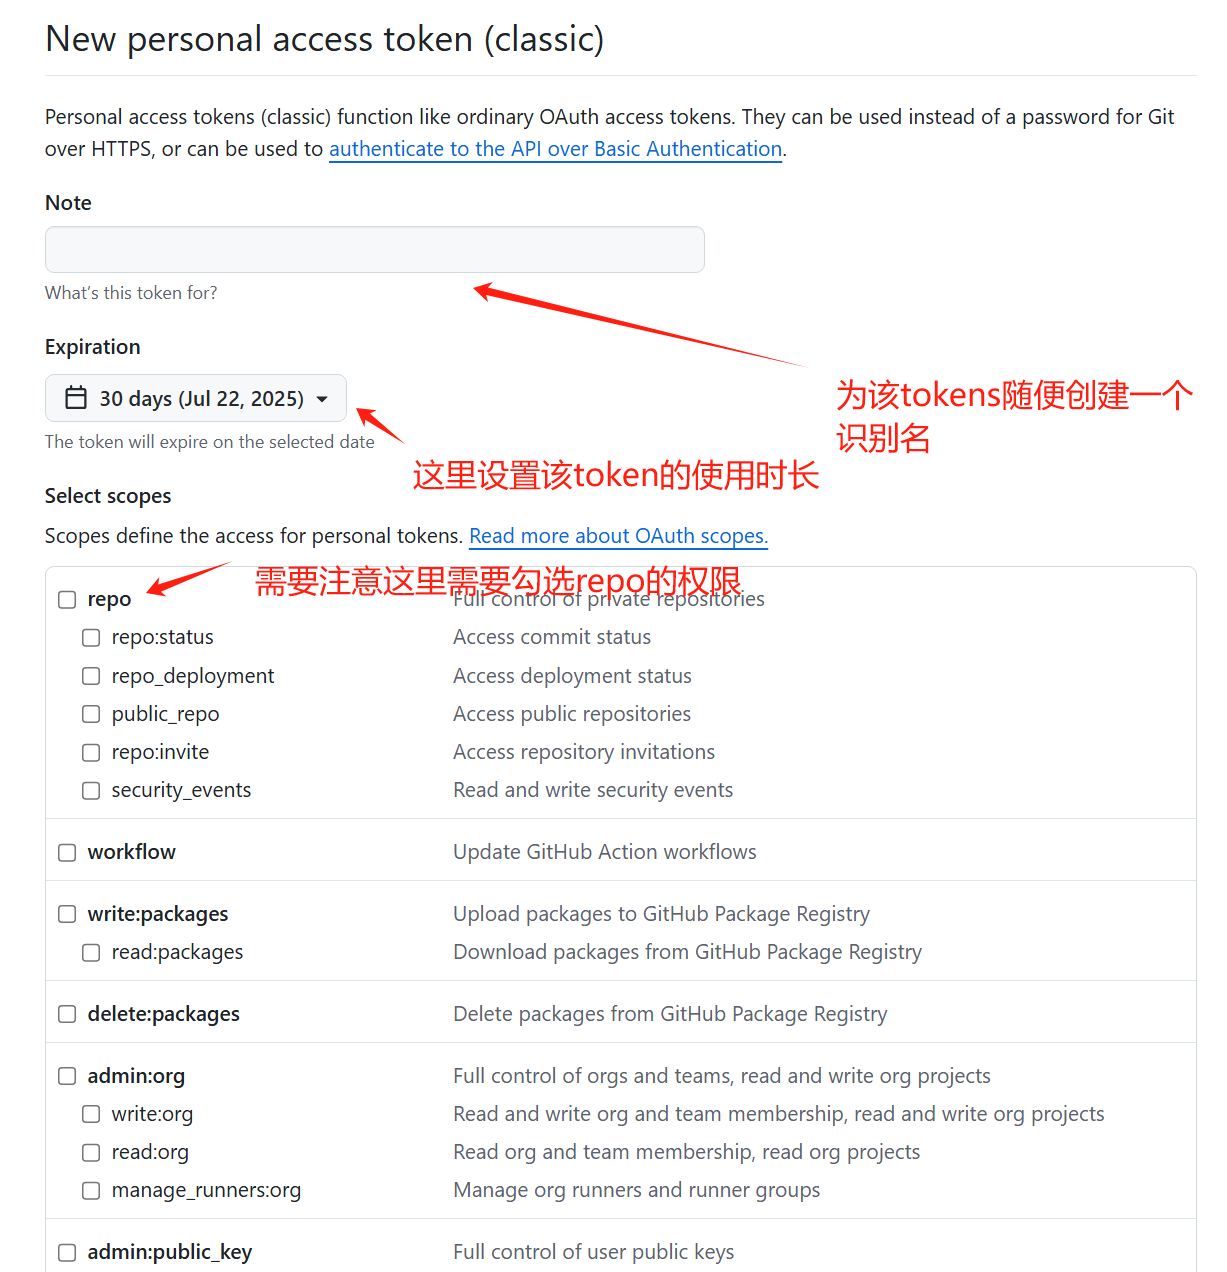 New personal access token (classic)
Personal access tokens (classic) function like ordinary OAuth access tokens. They can be used instead of a password for Git
over HTTPS, or can be used to authenticate to the API over Basic Authentication.
Note
What's this token for?
Expiration
30 days (Jul 22, 2025)
为该tokens随便创建一个
识别名
The token will expire on the selected date
这里设置该token的使用时长
Select scopes
Scopes define the access for personal tokens. Read more about OAuth scopes.
需要注意这里需要勾选repo的权限
repo Full control of private repositories
repo:status Access commit status
repo_deployment Access deployment status
public_repo Access public repositories
repo:invite Access repository invitations
security_events Read and write security events
workflow Update GitHub Action workflows
write:packages Upload packages to GitHub Package Registry
read:packages Download packages from GitHub Package Registry
delete:packages Delete packages from GitHub Package Registry
admin:org Full control of orgs and teams, read and write org projects
write:org Read and write org and team membership, read and write org projects
read:org Read org and team membership, read org projects
manage_runners:org Manage org runners and runner groups
admin:public_key Full control of user public keys